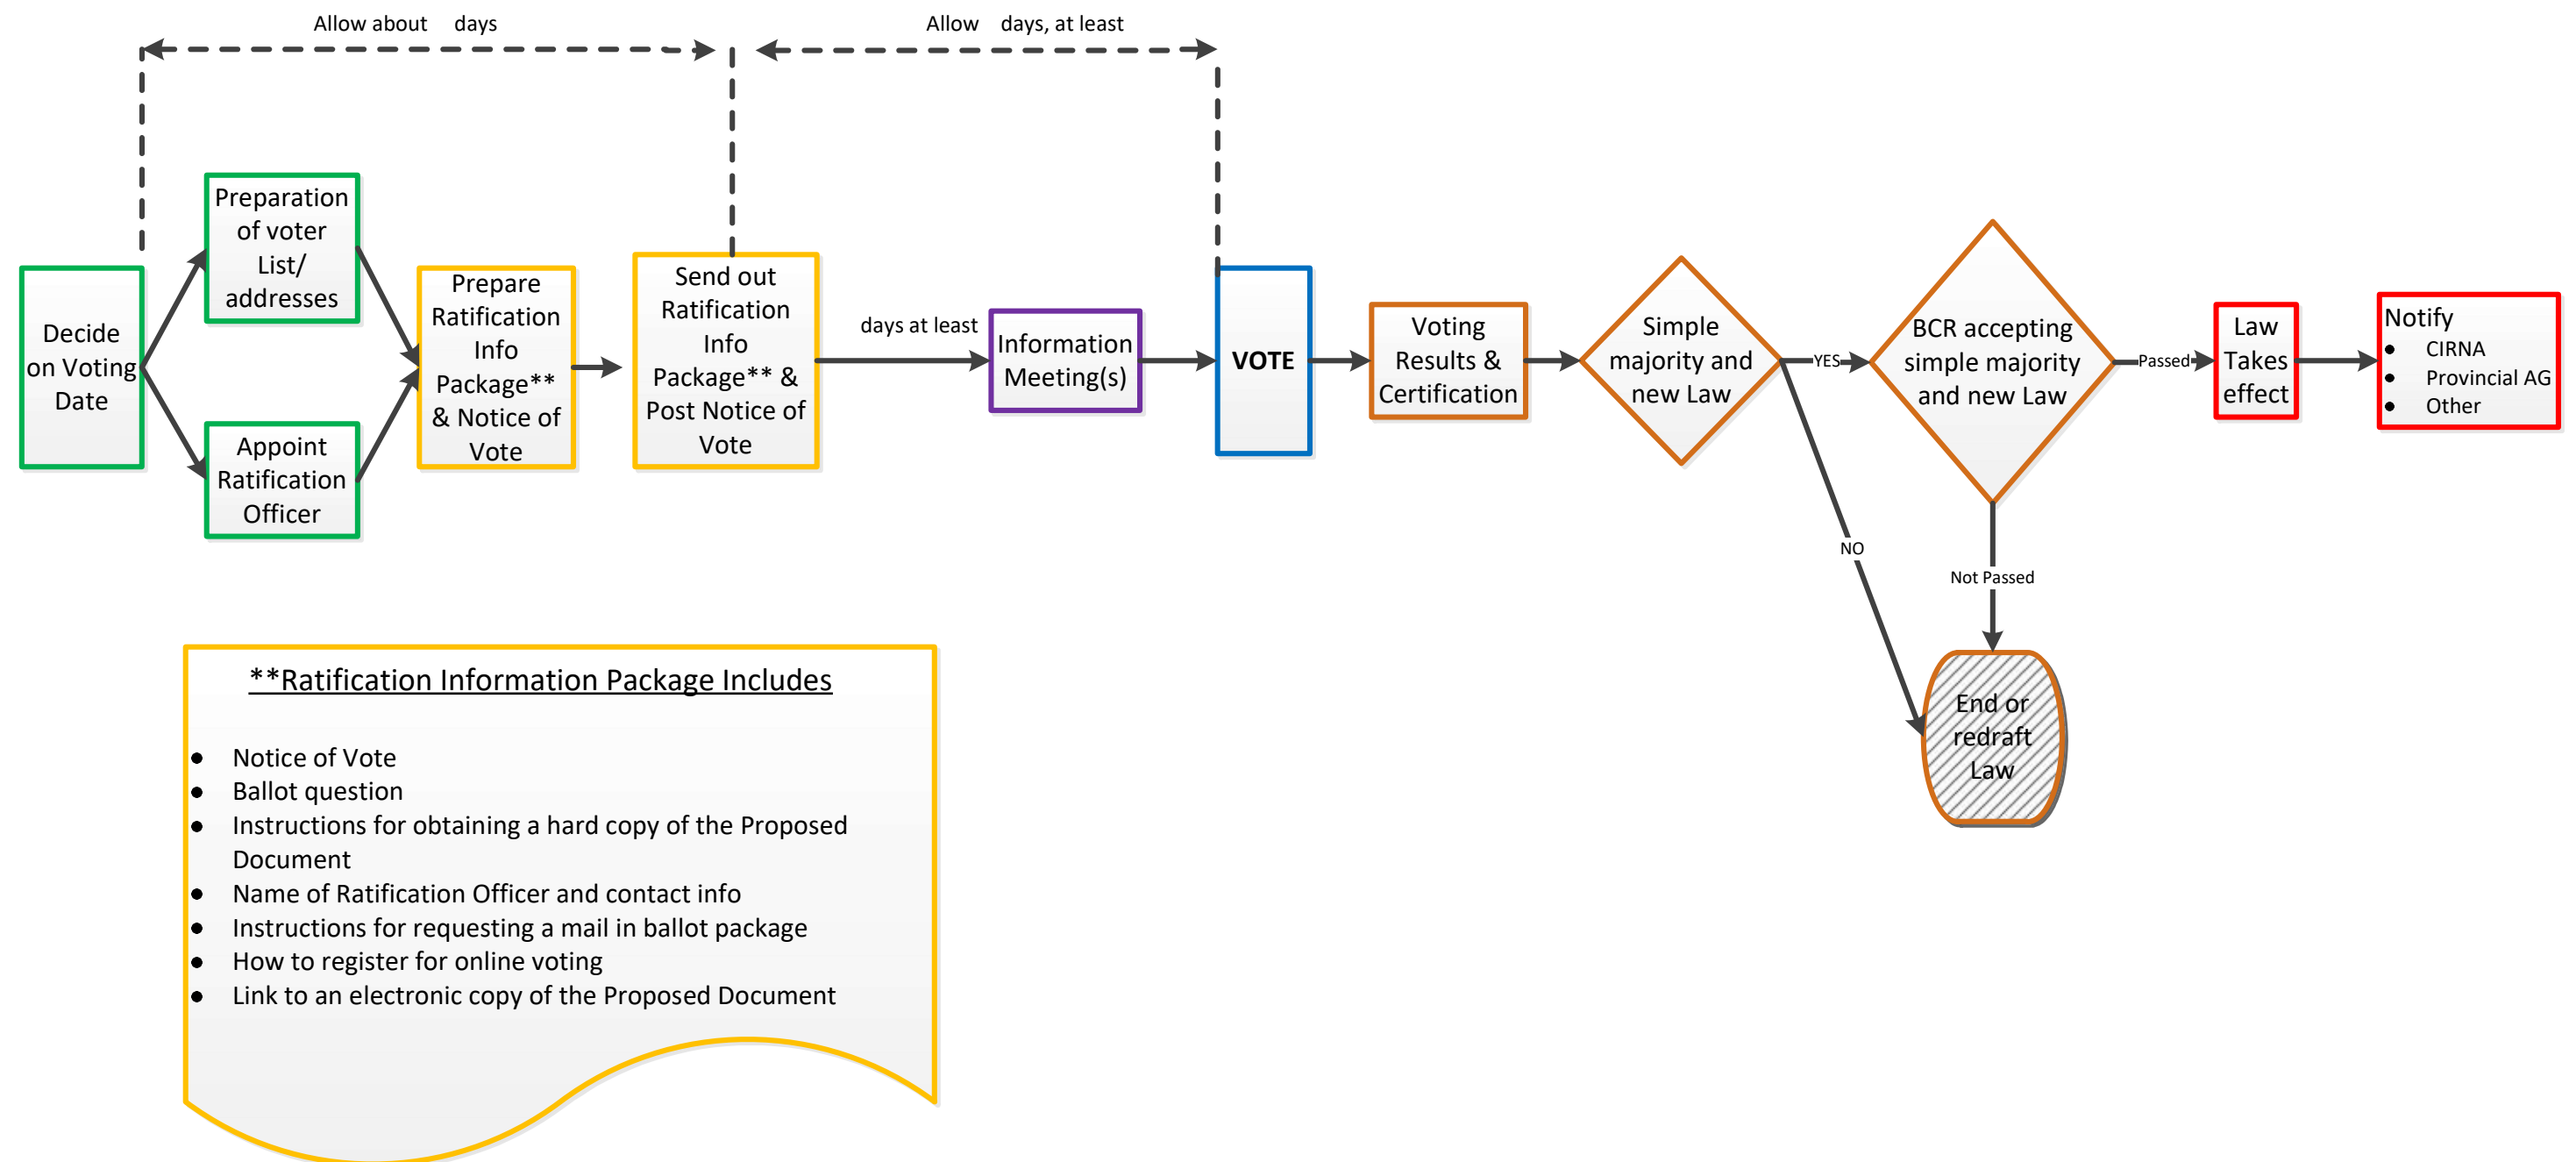 Allow about days
Allow days, at least
Decide
on Voting
Date
Preparation
of voter
List/
addresses
Appoint
Ratification
Officer
Prepare
Ratification
Info
Package**
& Notice of
Vote
Send out
Ratification
Info
Package** &
Post Notice of
Vote
days at least
Information
Meeting(s)
VOTE
Voting
Results &
Certification
Simple
majority and
new Law
YES
NO
BCR accepting
simple majority
and new Law
Passed
Not Passed
Law
Takes
effect
Notify
● CIRNA
● Provincial AG
● Other
End or
redraft
Law
**Ratification Information Package Includes
● Notice of Vote
● Ballot question
● Instructions for obtaining a hard copy of the Proposed
Document
● Name of Ratification Officer and contact info
● Instructions for requesting a mail in ballot package
● How to register for online voting
● Link to an electronic copy of the Proposed Document